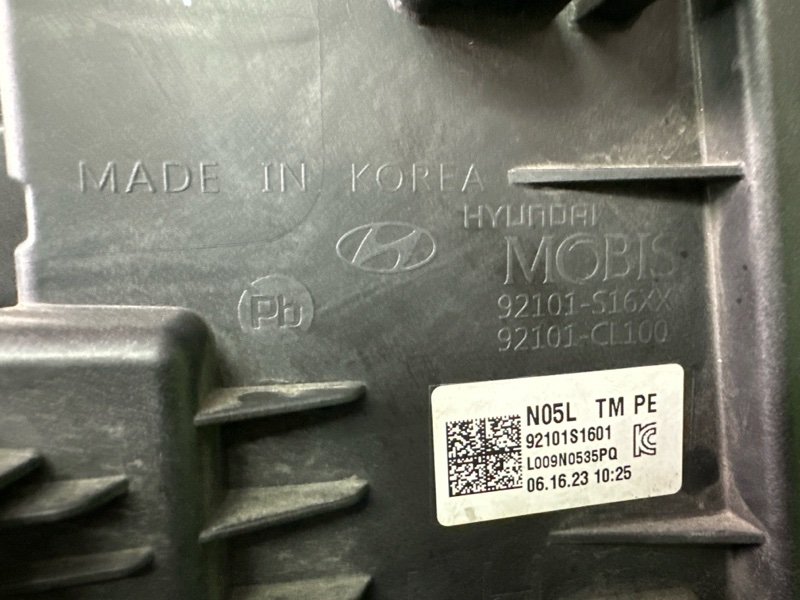 MADE IN KOREA
HYUNDAI
MOBIS
Pb
92101-S16XX
92101-CL100
N05L TM PE
92101S1601
L009N0535PQ
06.16.23 10:25